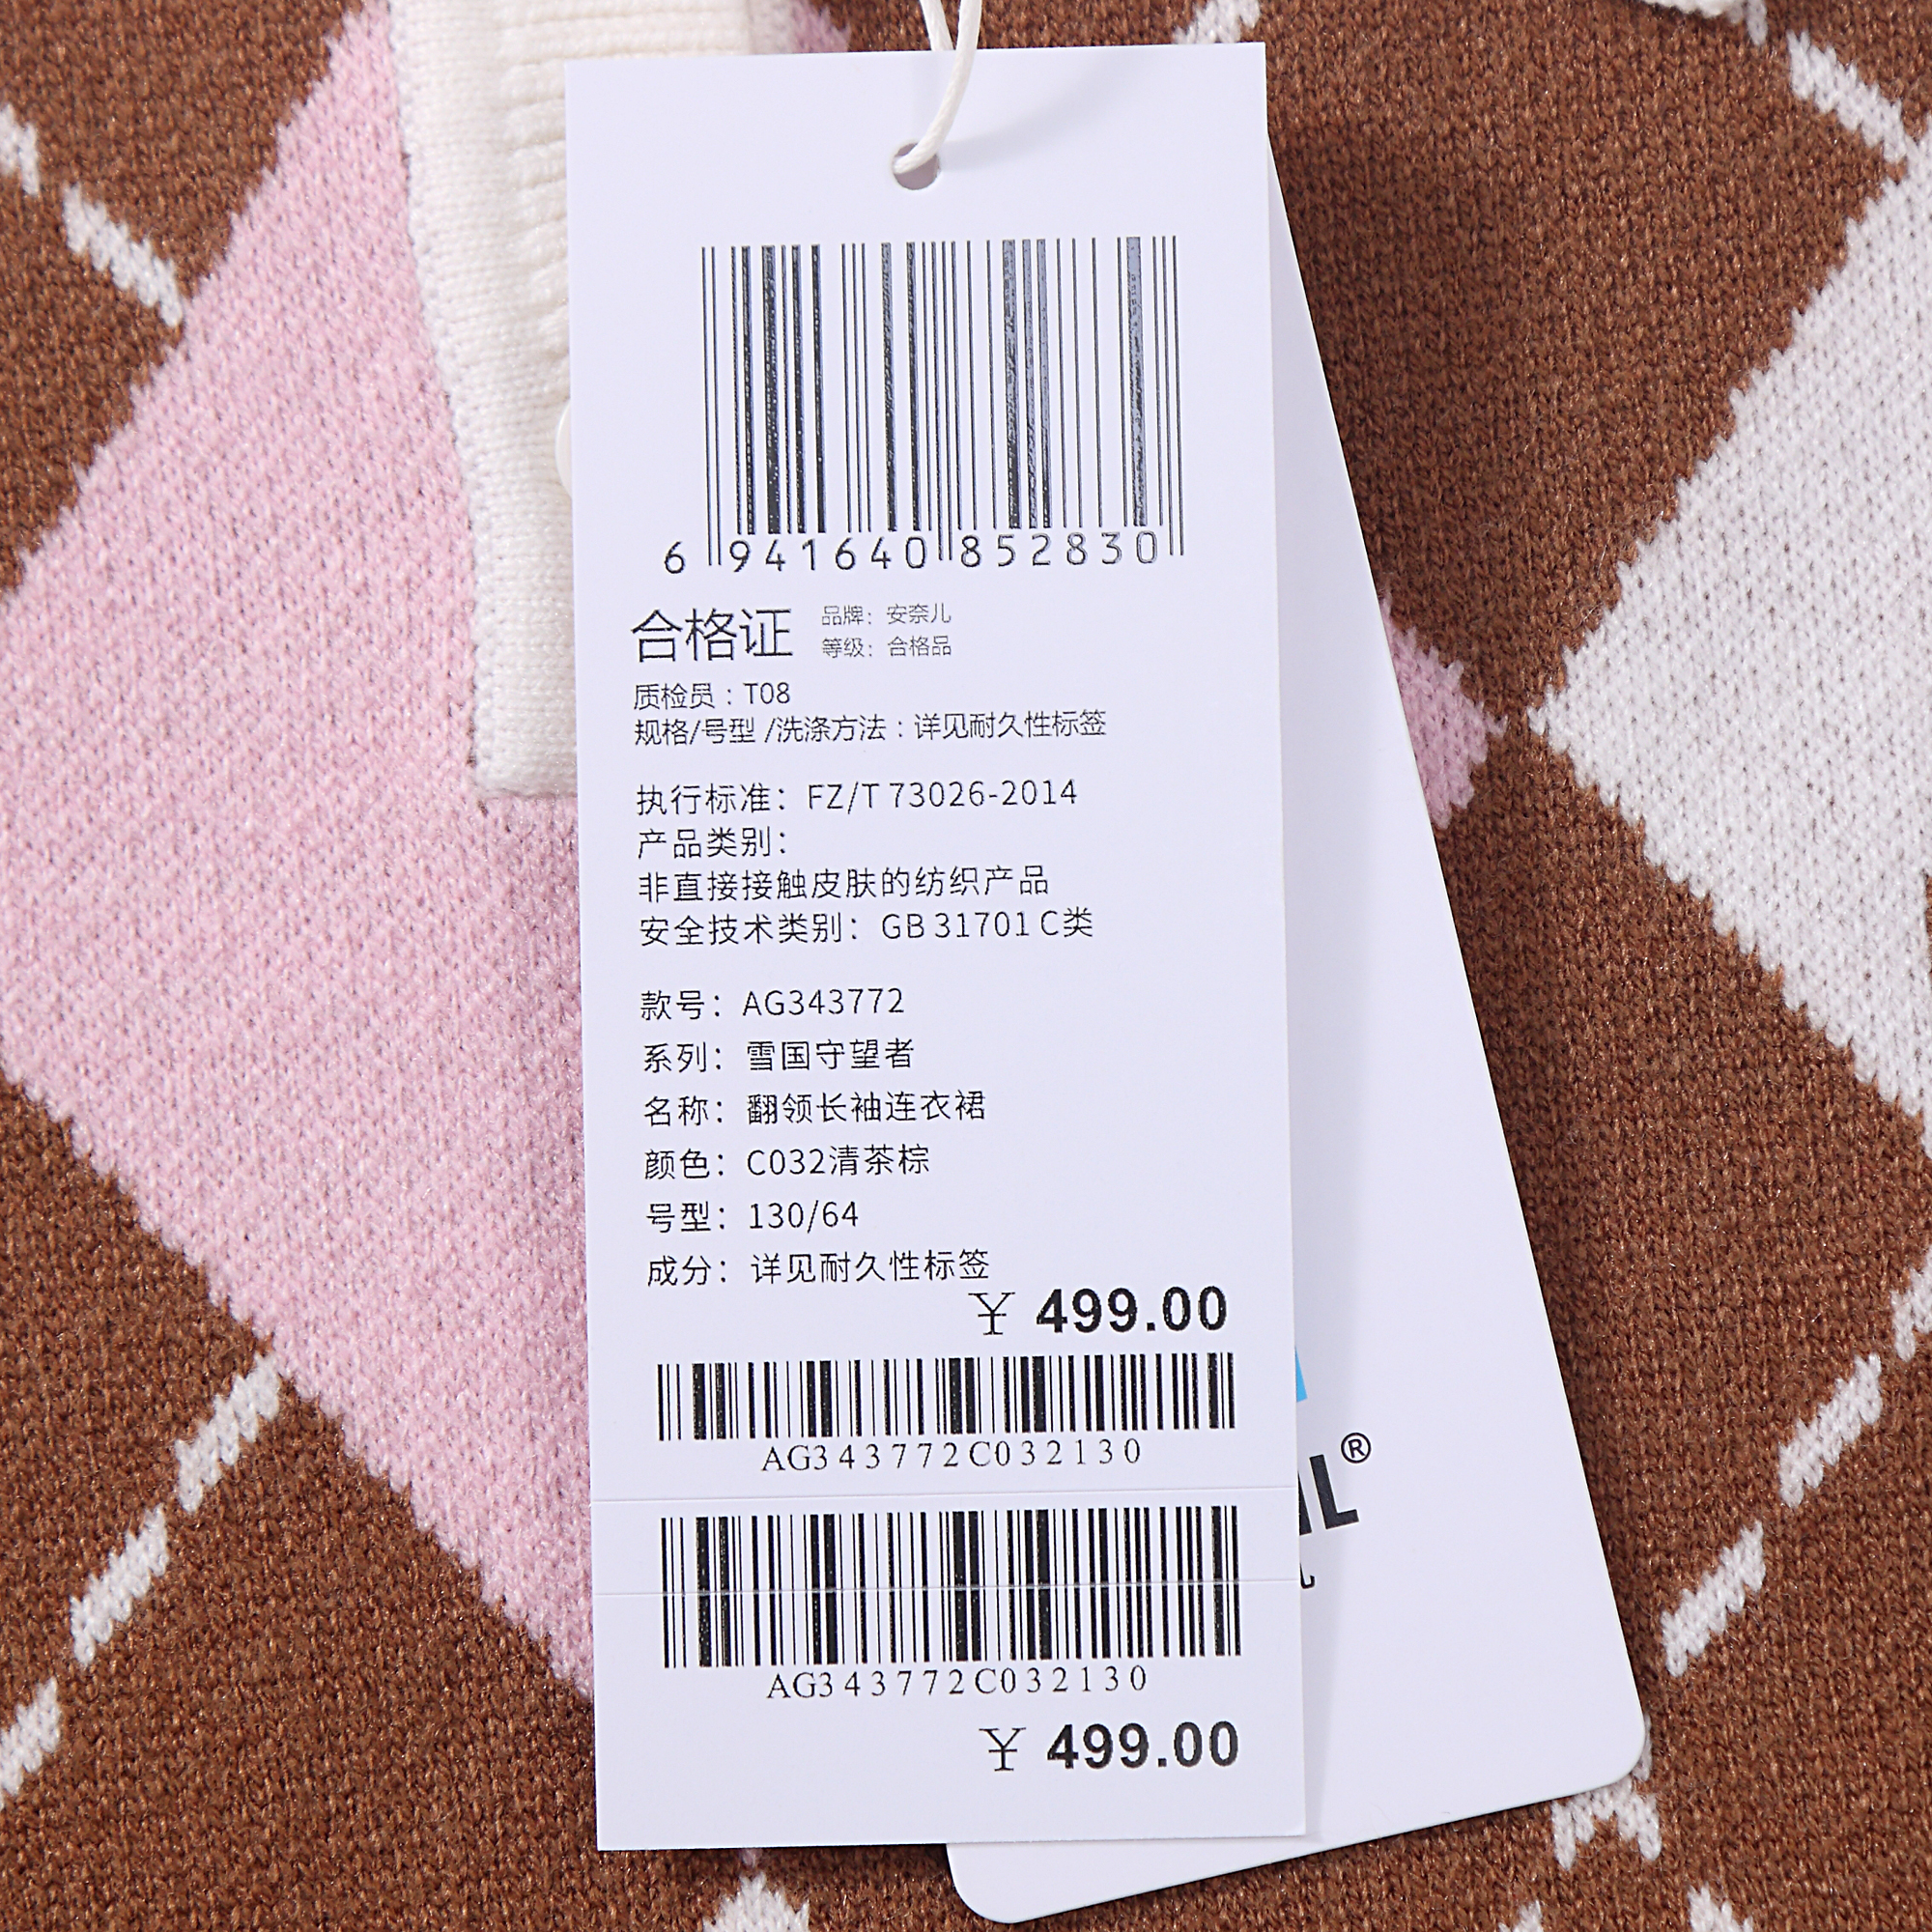 6 941640 852830
合格证
品牌：安奈儿
等级：合格品
质检员：T08
规格/号型 /洗涤方法：详见耐久性标签
执行标准：FZ/T 73026-2014
产品类别：
非直接接触皮肤的纺织产品
安全技术类别：GB 31701 C类
款号：AG343772
系列：雪国守望者
名称：翻领长袖连衣裙
颜色：C032清茶棕
号型：130/64
成分：详见耐久性标签
¥ 499.00
AG343772C032130
AG343772C032130
¥ 499.00
IL®